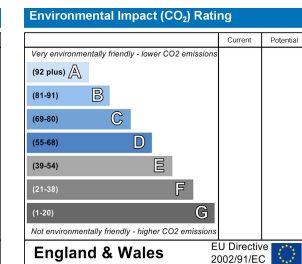 Environmental Impact (CO₂) Rating
Current Potential
Very environmentally friendly - lower CO2 emissions
(92 plus) A
(81-91) B
(69-80) C
(55-68) D
(39-54) E
(21-38) F
(1-20) G
Not environmentally friendly - higher CO2 emissions
England & Wales
EU Directive
2002/91/EC